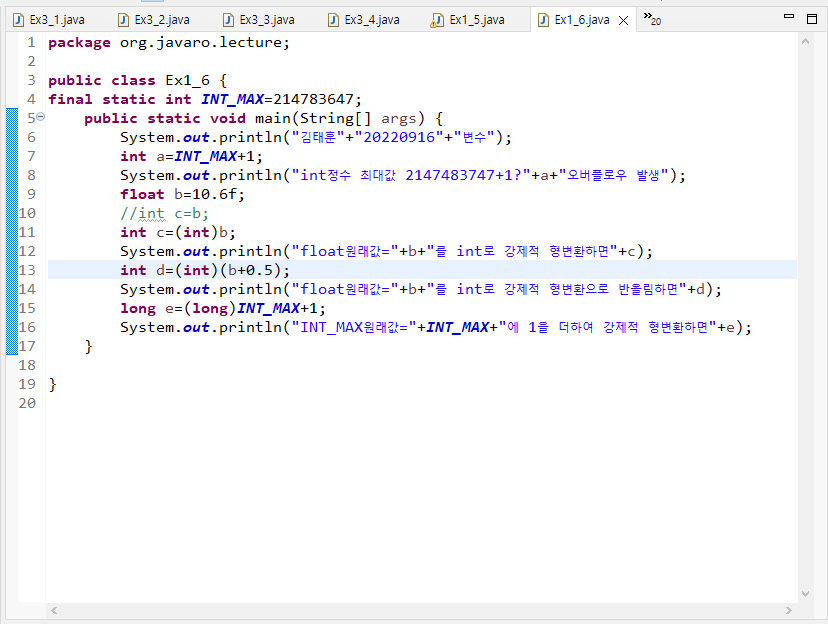 Ex3_1.java Ex3_2.java Ex3_3.java Ex3_4.java Ex1_5.java Ex1_6.java »20
1 package org.javaro.lecture;
2
3 public class Ex1_6 {
4 final static int INT_MAX=214783647;
5 public static void main(String[] args) {
6 System.out.println("김태훈"+"20220916"+"변수");
7 int a=INT_MAX+1;
8 System.out.println("int정수 최대값 2147483747+1?"+a+"오버플로우 발생");
9 float b=10.6f;
10 //int c=b;
11 int c=(int)b;
12 System.out.println("float원래값="+b+"를 int로 강제적 형변환하면"+c);
13 int d=(int)(b+0.5);
14 System.out.println("float원래값="+b+"를 int로 강제적 형변환으로 반올림하면"+d);
15 long e=(long)INT_MAX+1;
16 System.out.println("INT_MAX원래값="+INT_MAX+"에 1을 더하여 강제적 형변환하면"+e);
17 }
18
19 }
20